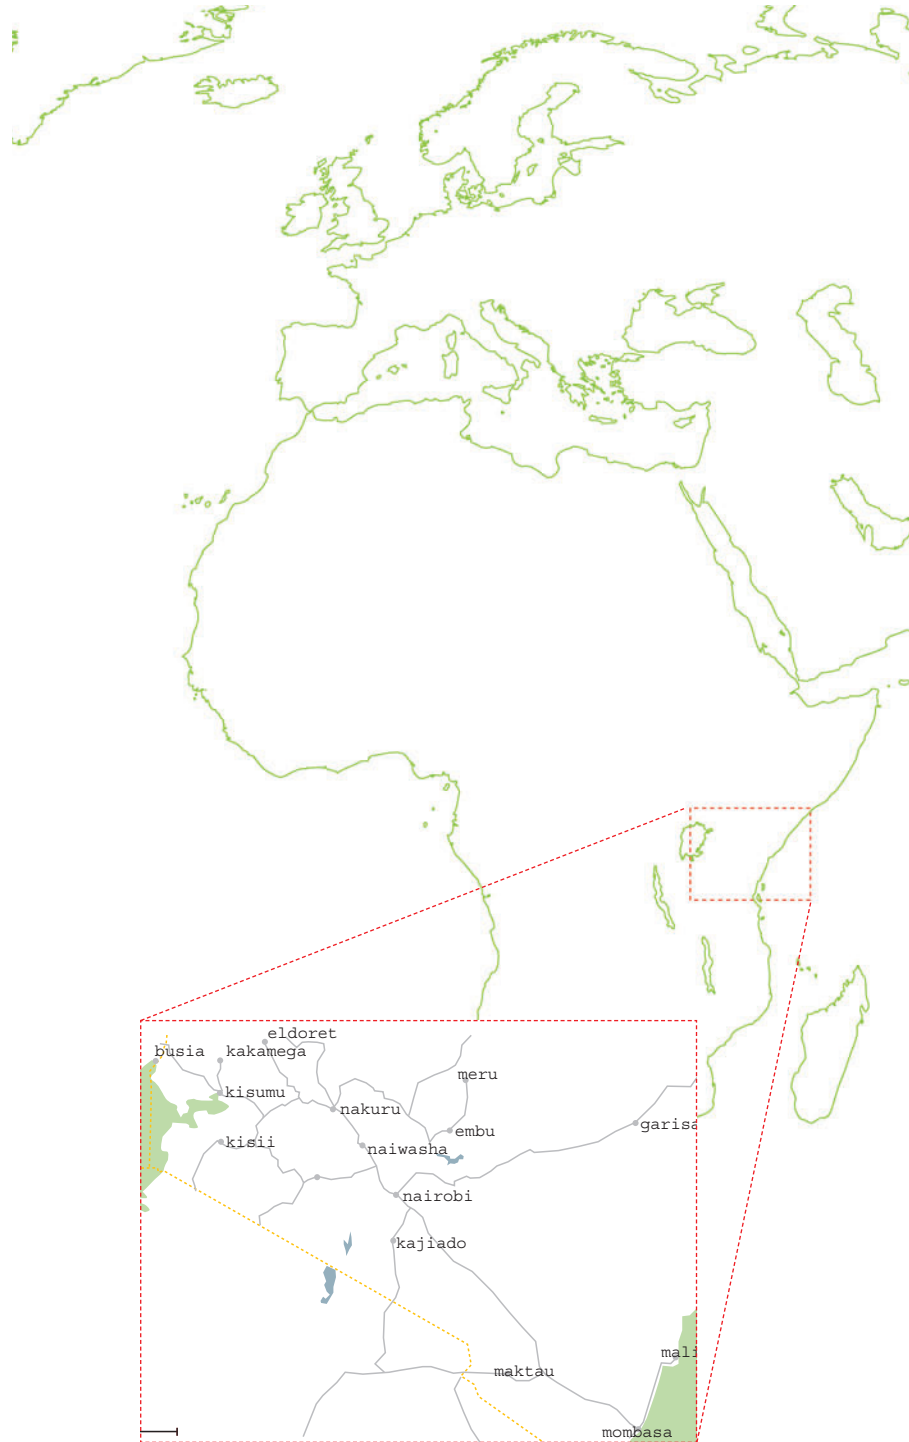 eldoret
busia
kakamega
meru
kisumu
nakuru
garisa
embu
kisii
naiwasha
nairobi
kajiado
mali
maktau
mombasa